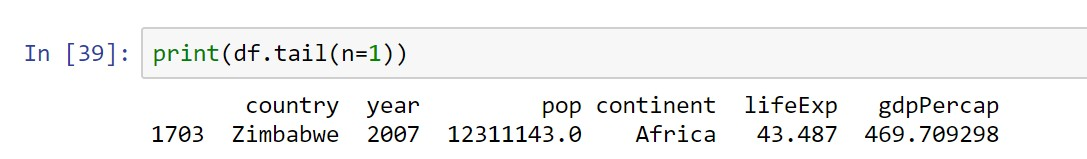 In [39]: print(df.tail(n=1))
country year pop continent lifeExp gdpPercap
1703 Zimbabwe 2007 12311143.0 Africa 43.487 469.709298